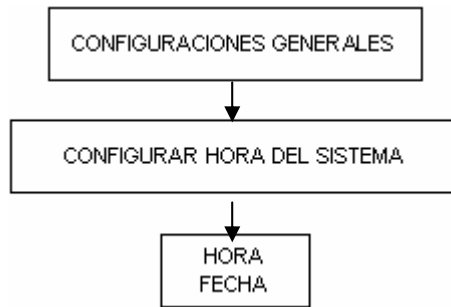 CONFIGURACIONES GENERALES
CONFIGURAR HORA DEL SISTEMA
HORA
FECHA